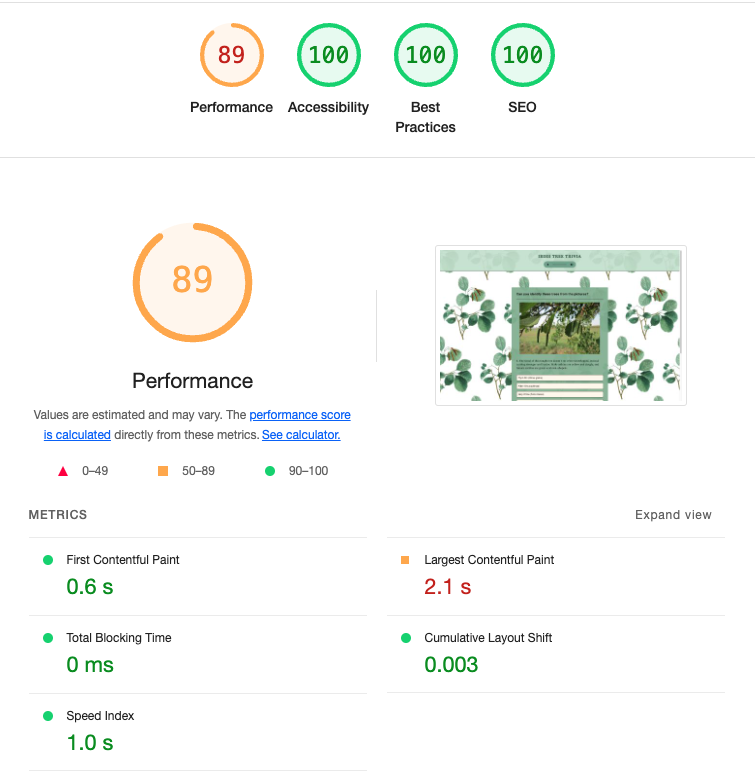 89
100
100
100
Performance
Accessibility
Best
Practices
SEO
89
Performance
Values are estimated and may vary. The performance score
is calculated directly from these metrics. See calculator.
0–49
50–89
90–100
METRICS
Expand view
First Contentful Paint
0.6 s
Largest Contentful Paint
2.1 s
Total Blocking Time
0 ms
Cumulative Layout Shift
0.003
Speed Index
1.0 s